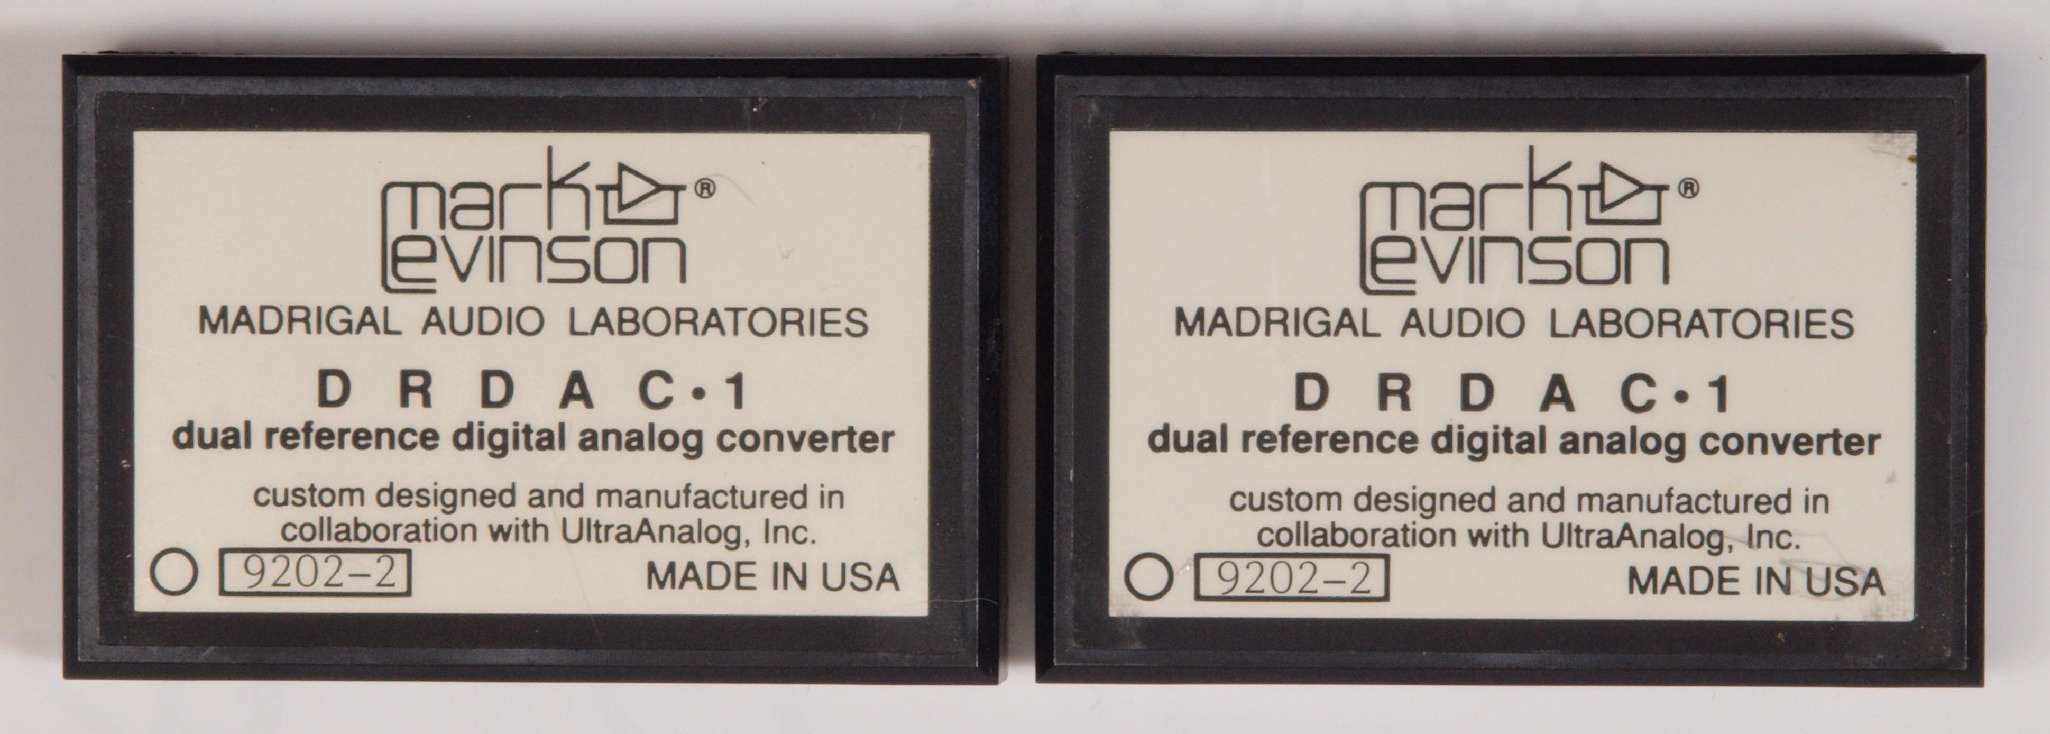 mark ®
Levinson
MADRIGAL AUDIO LABORATORIES
D R D A C • 1
dual reference digital analog converter
custom designed and manufactured in
collaboration with UltraAnalog, Inc.
9202-2 MADE IN USA
mark ®
Levinson
MADRIGAL AUDIO LABORATORIES
D R D A C • 1
dual reference digital analog converter
custom designed and manufactured in
collaboration with UltraAnalog, Inc.
9202-2 MADE IN USA